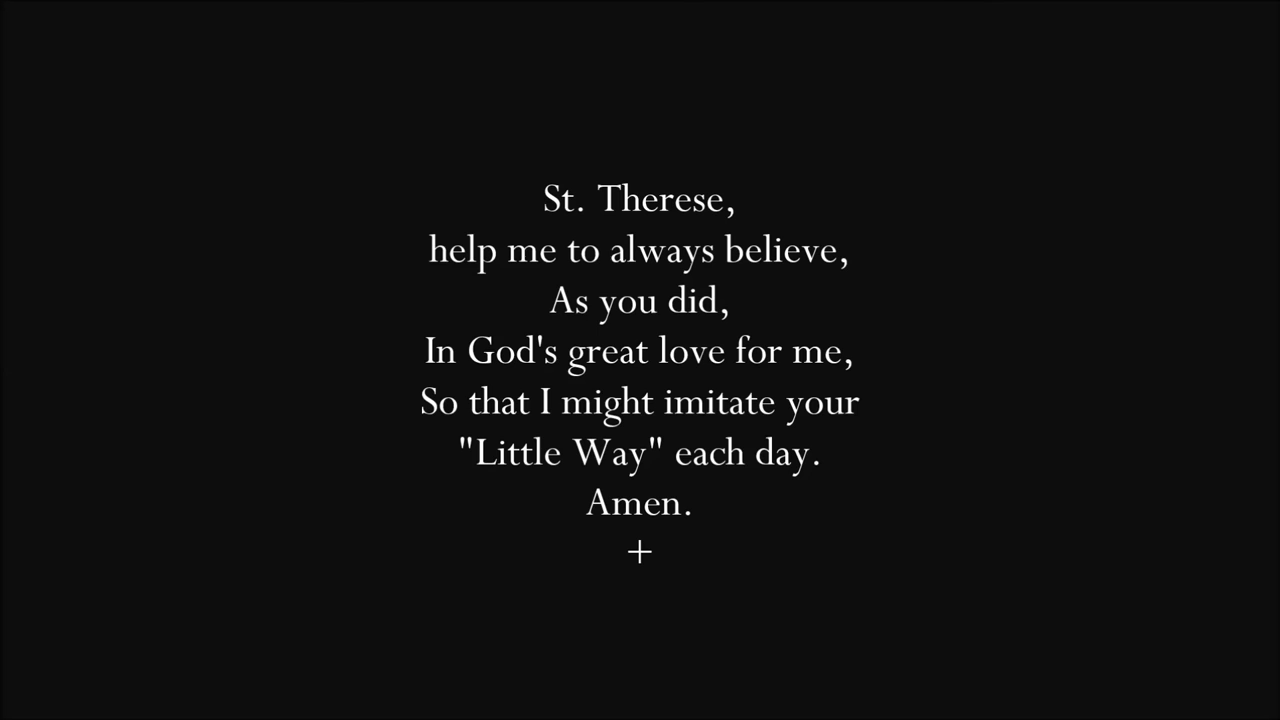 St. Therese,
help me to always believe,
As you did,
In God's great love for me,
So that I might imitate your
"Little Way" each day.
Amen.
+